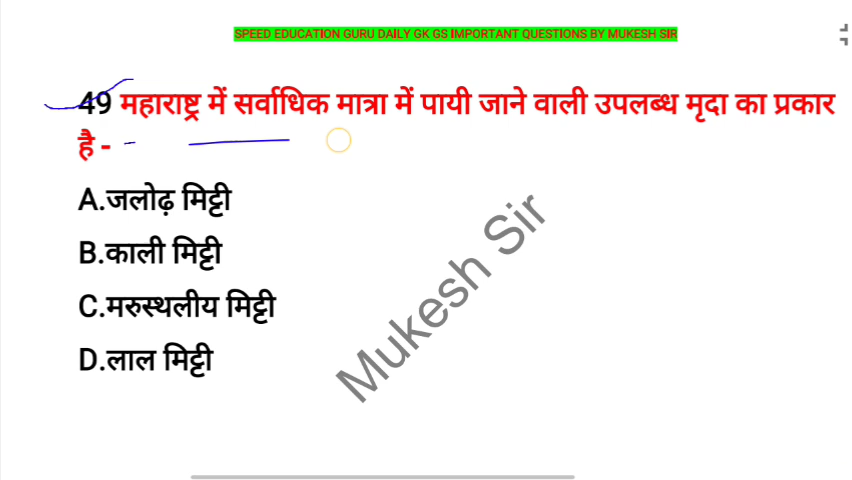 SPEED EDUCATION GURU DAILY GK GS IMPORTANT QUESTIONS BY MUKESH SIR
49 महाराष्ट्र में सर्वाधिक मात्रा में पायी जाने वाली उपलब्ध मृदा का प्रकार
है -
A.जलोढ़ मिट्टी
B.काली मिट्टी
C.मरुस्थलीय मिट्टी
D.लाल मिट्टी
Mukesh Sir